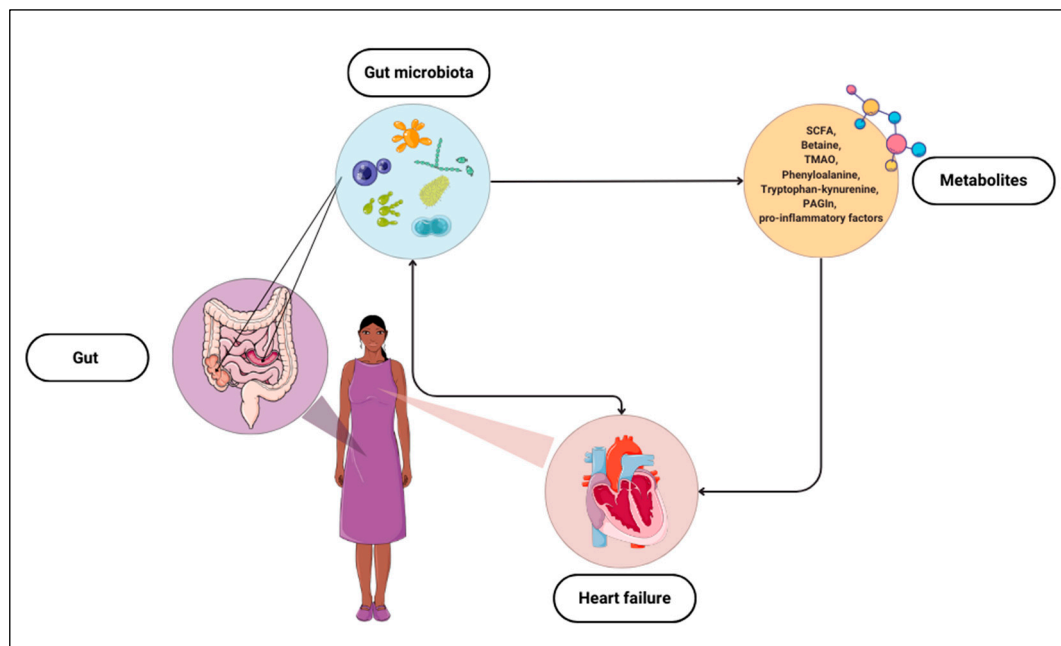 Gut microbiota
SCFA,
Betaine,
TMAO,
Phenyloalanine,
Tryptophan-kynurenine,
PAGln,
pro-inflammatory factors
Metabolites
Gut
Heart failure